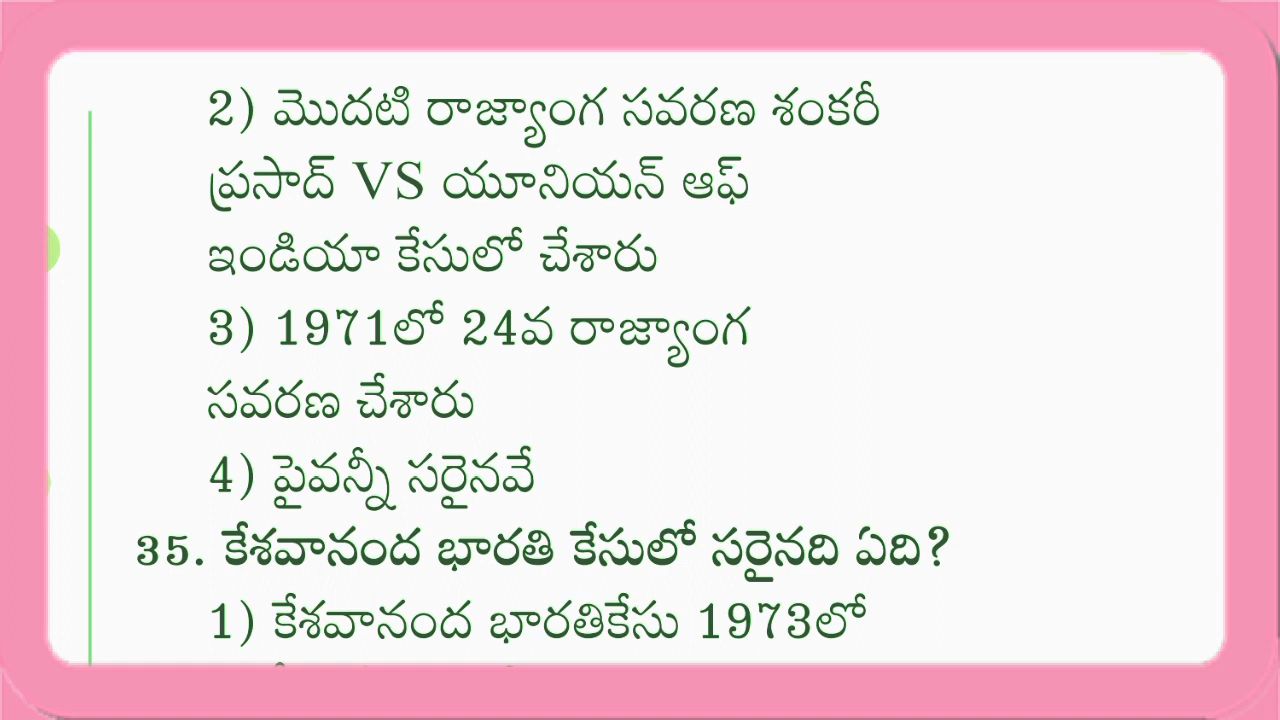 2) మొదటి రాజ్యాంగ సవరణ శంకరీ
ప్రసాద్ VS యూనియన్ ఆఫ్
ఇండియా కేసులో చేశారు
3) 1971లో 24వ రాజ్యాంగ
సవరణ చేశారు
4) పైవన్నీ సరైనవే
35. కేశవానంద భారతి కేసులో సరైనది ఏది?
1) కేశవానంద భారతికేసు 1973లో